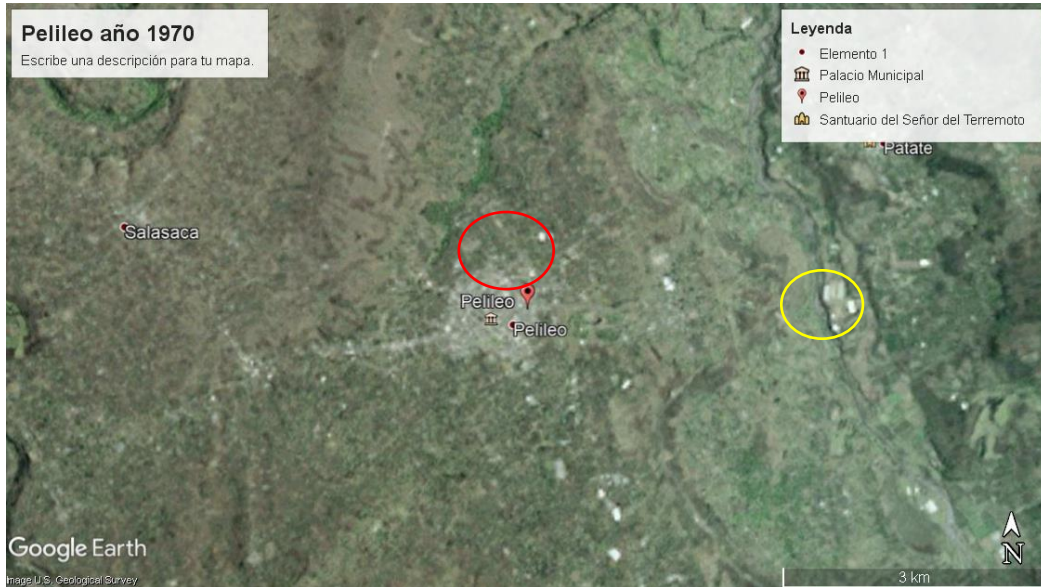 Pelileo año 1970
Escribe una descripción para tu mapa.
Leyenda
Elemento 1
Palacio Municipal
Pelileo
Santuario del Señor del Terremoto
Patate
Salasaca
Pelileo
Pelileo
Google Earth
Image U.S. Geological Survey
N
3 km